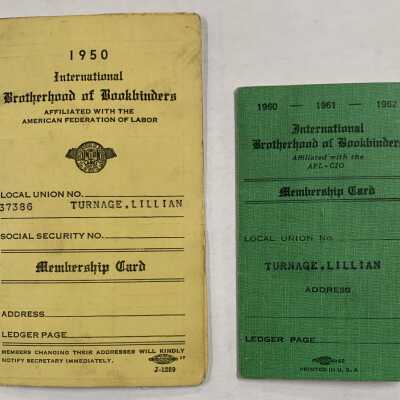 1950
International
Brotherhood of Bookbinders
AFFILIATED WITH THE
AMERICAN FEDERATION OF LABOR
LOCAL UNION NO.
37386 TURNAGE,LILLIAN
SOCIAL SECURITY NO.
Membership Card
ADDRESS
LEDGER PAGE
MEMBERS CHANGING THEIR ADDRESSES WILL KINDLY
NOTIFY SECRETARY IMMEDIATELY.
J-1289
1960 — 1961 — 1962
International
Brotherhood of Bookbinders
Affiliated with the
AFL-CIO
Membership Card
LOCAL UNION NO.
TURNAGE,LILLIAN
ADDRESS
LEDGER PAGE
PRINTED IN U.S.A